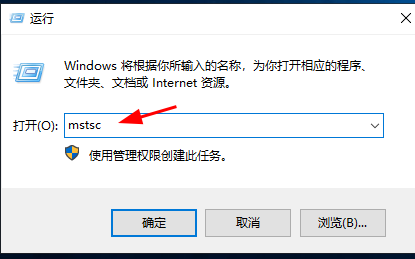 运行
Windows 将根据你所输入的名称，为你打开相应的程序、
文件夹、文档或 Internet 资源。
打开(O): mstsc
使用管理权限创建此任务。
确定 取消 浏览(B)...